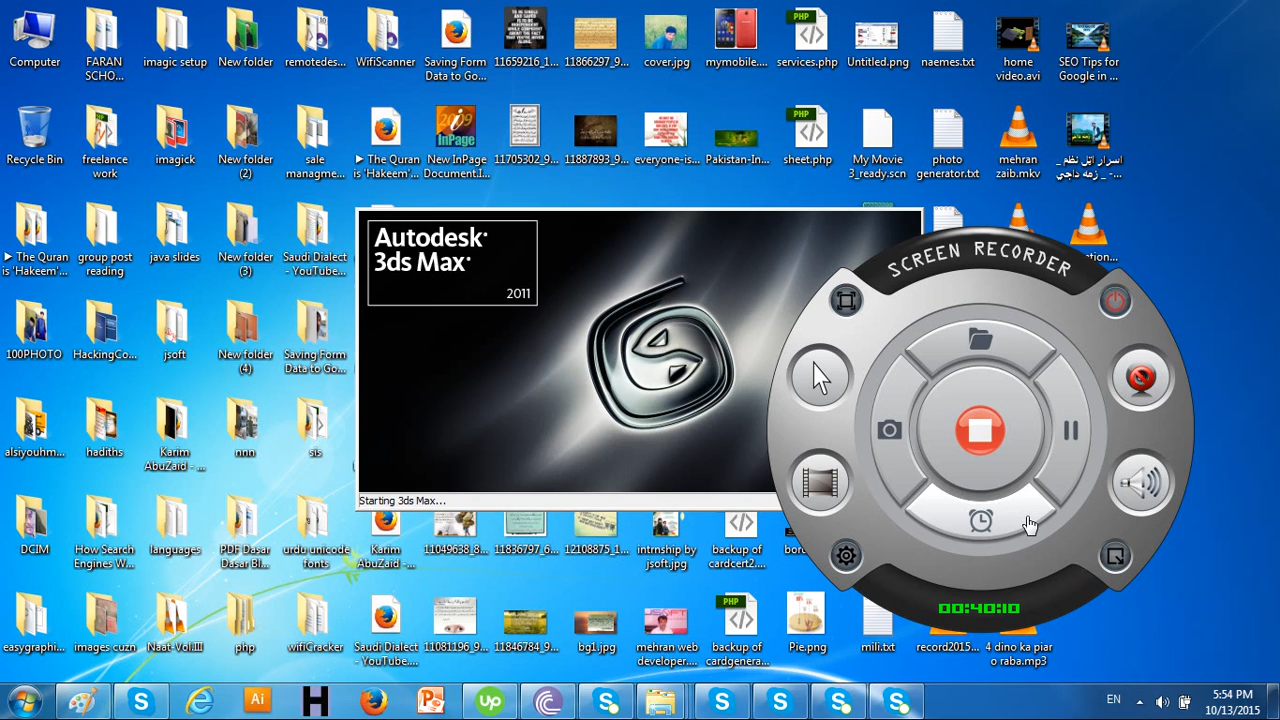 Computer
FARAN SCHO...
imagic setup
New folder
remotedes...
WifiScanner
Saving Form Data to Go...
11659216_1...
11866297_9...
cover.jpg
mymobile....
services.php
Untitled.png
naemes.txt
home video.avi
SEO Tips for Google in ...
Recycle Bin
freelance work
imagick
New folder (2)
sale managme...
▶ The Quran is 'Hakeem'...
New InPage Document.I...
11705302_9...
11887893_9...
everyone-is...
Pakistan-In...
sheet.php
My Movie 3_ready.scn
photo generator.txt
mehran zaib.mkv
▶ The Quran is 'Hakeem'...
group post reading
java slides
New folder (3)
Saudi Dialect - YouTube...
Autodesk
3ds Max
2011
Starting 3ds Max...
SCREEN RECORDER
00:40:10
100PHOTO
HackingCo...
jsoft
New folder (4)
Saving Form Data to Go...
alsiyouhm...
hadiths
Karim AbuZaid - ...
nnn
sis
DCIM
How Search Engines W...
languages
PDF Dasar Dasar Bl...
urdu unicode fonts
Karim AbuZaid -...
11049638_8...
11836797_6...
12108875_1...
intrnship by jsoft.jpg
backup of cardcert2....
easygraphi...
images cuzn
Naat-Vol.III
php
wifiCracker
Saudi Dialect - YouTube...
11081196_9...
11846784_9...
bg1.jpg
mehran web developer....
backup of cardgenera...
Pie.png
mili.txt
record2015...
4 dino ka piar o raba.mp3
PHP
PHP
PHP
2009
InPage
Ai
H
Up
EN
5:54 PM
10/13/2015